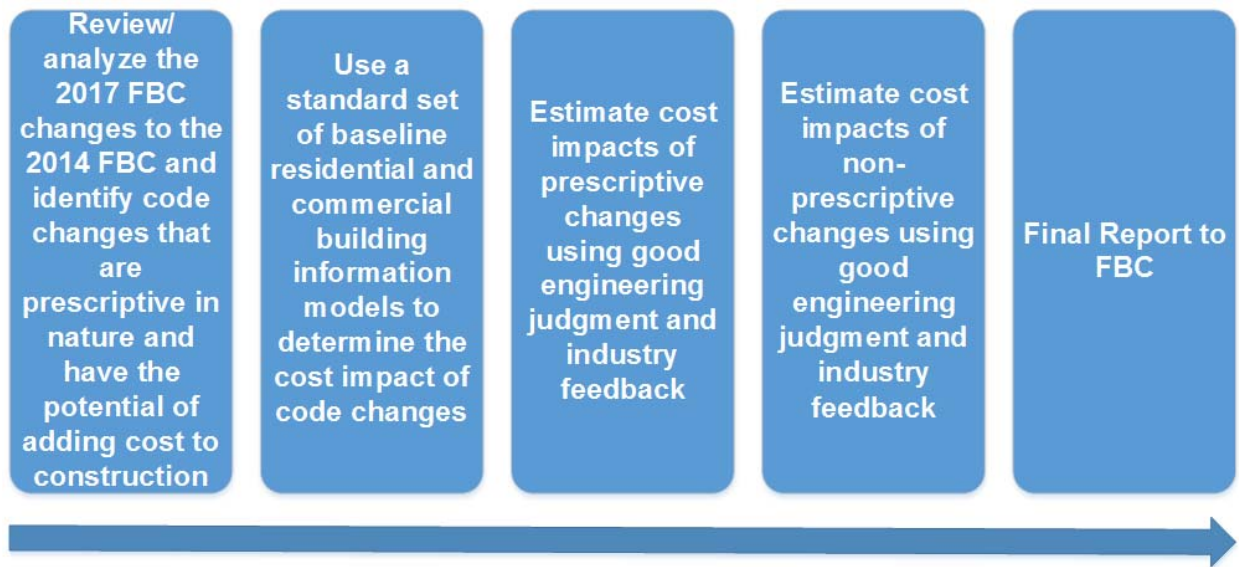 Review/
analyze the
2017 FBC
changes to the
2014 FBC and
identify code
changes that
are
prescriptive in
nature and
have the
potential of
adding cost to
construction
Use a
standard set
of baseline
residential and
commercial
building
information
models to
determine the
cost impact of
code changes
Estimate cost
impacts of
prescriptive
changes
using good
engineering
judgment and
industry
feedback
Estimate cost
impacts of
non-
prescriptive
changes using
good
engineering
judgment and
industry
feedback
Final Report to
FBC